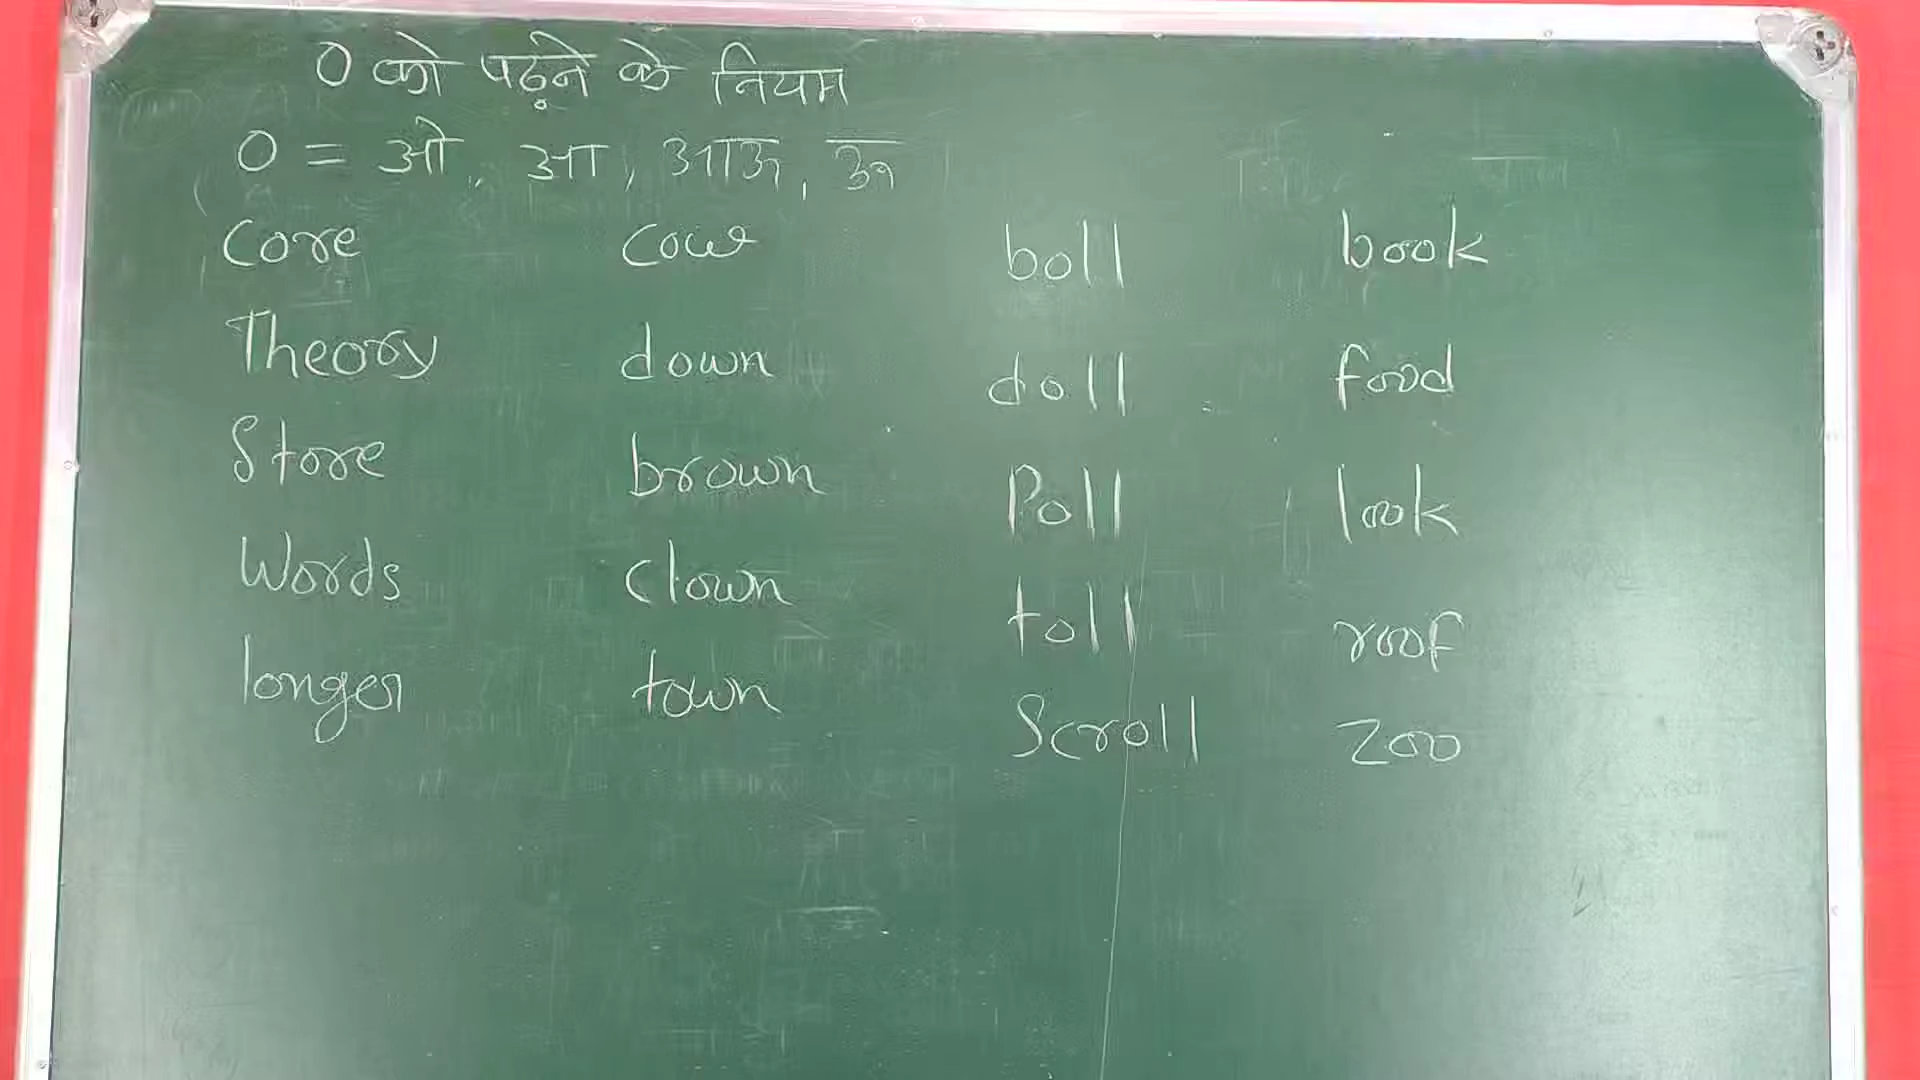 O को पढ़ने के नियम
O = ओ, आ, आऊ, ऊ
Core cow boll book
Theory down doll food
Store brown Poll look
Words clown toll roof
longer town Scroll Zoo